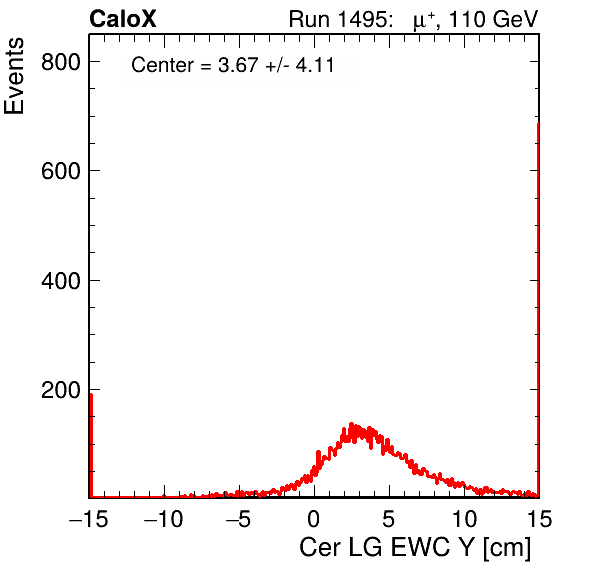 CaloX Run 1495: μ⁺, 110 GeV
Center = 3.67 +/- 4.11
Events
800
600
400
200
−15 −10 −5 0 5 10 15
Cer LG EWC Y [cm]